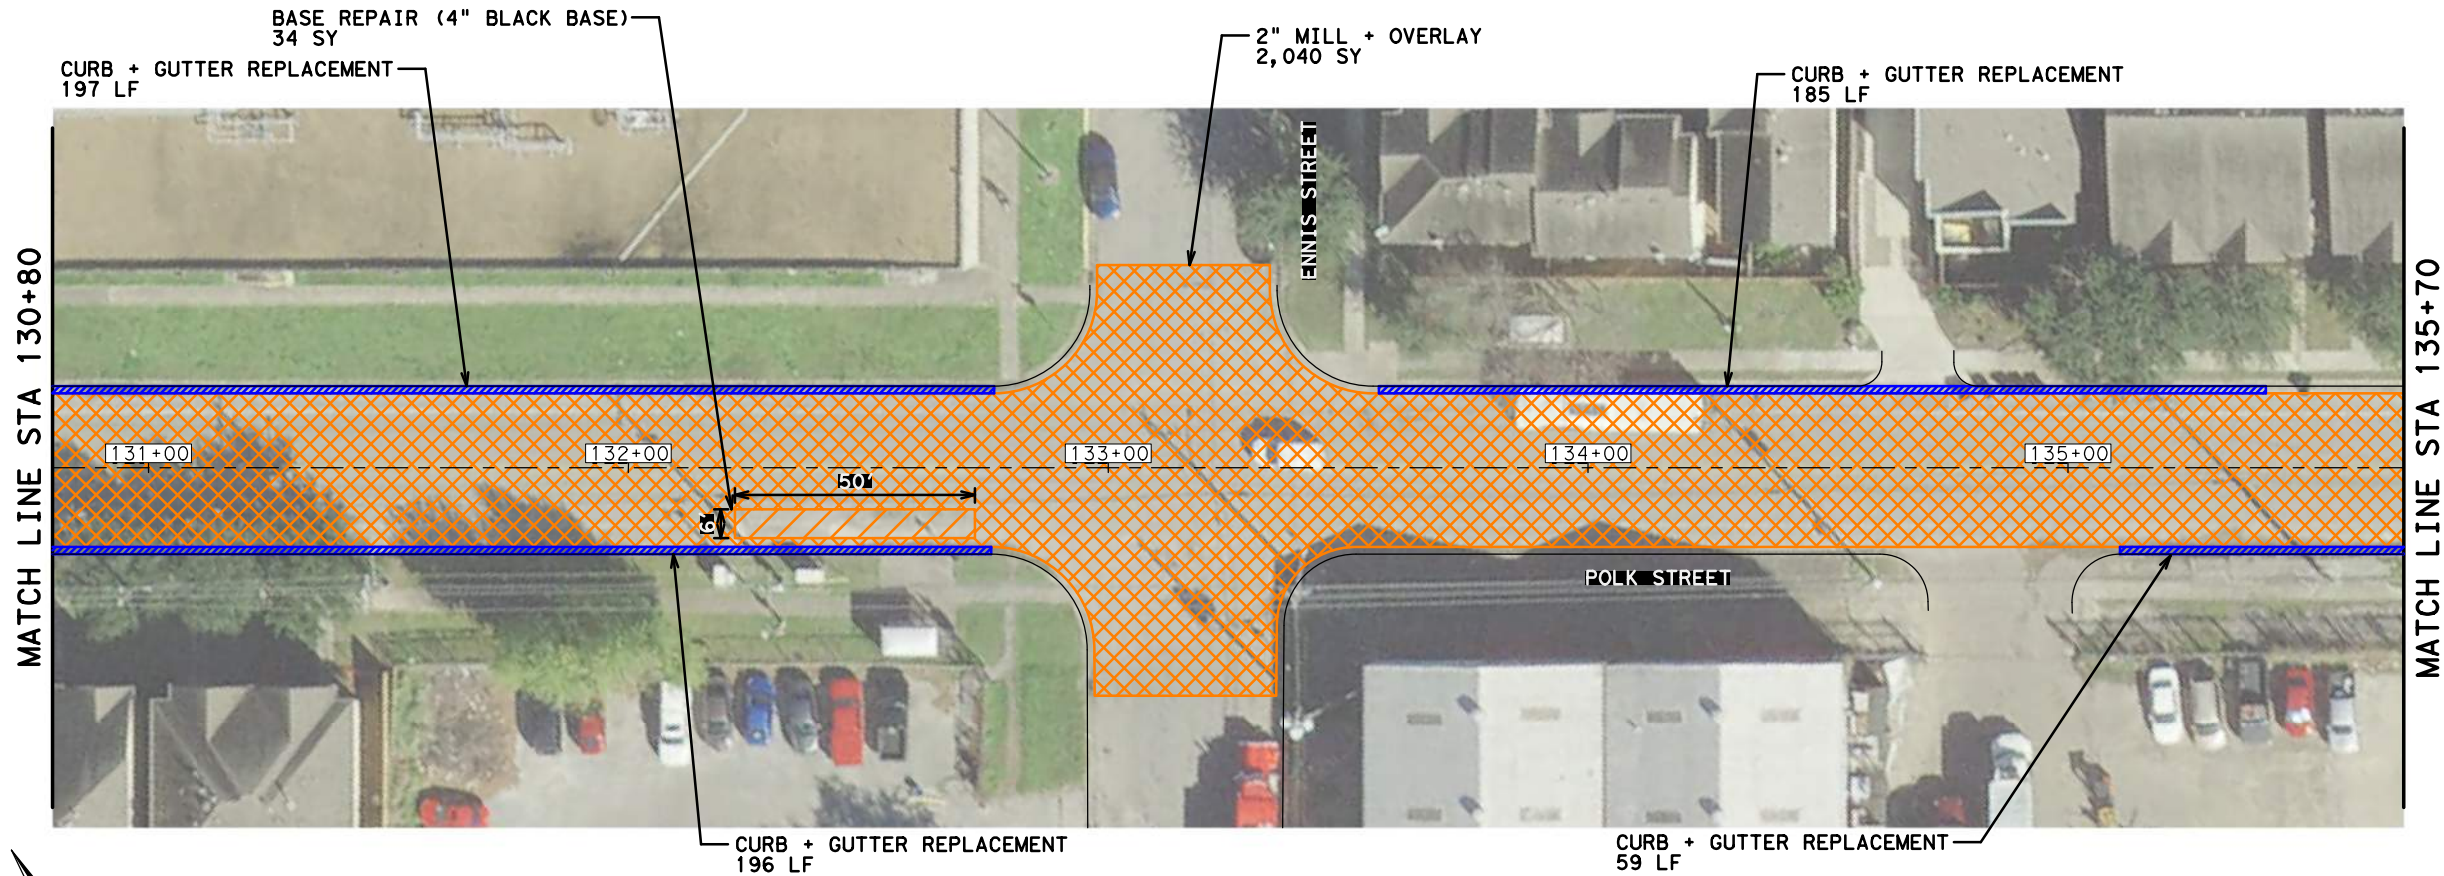 BASE REPAIR (4" BLACK BASE)
34 SY
2" MILL + OVERLAY
2,040 SY
CURB + GUTTER REPLACEMENT
197 LF
CURB + GUTTER REPLACEMENT
185 LF
ENNIS STREET
MATCH LINE STA 130+80
MATCH LINE STA 135+70
131+00
132+00
133+00
134+00
135+00
50'
6'
POLK STREET
CURB + GUTTER REPLACEMENT
196 LF
CURB + GUTTER REPLACEMENT
59 LF